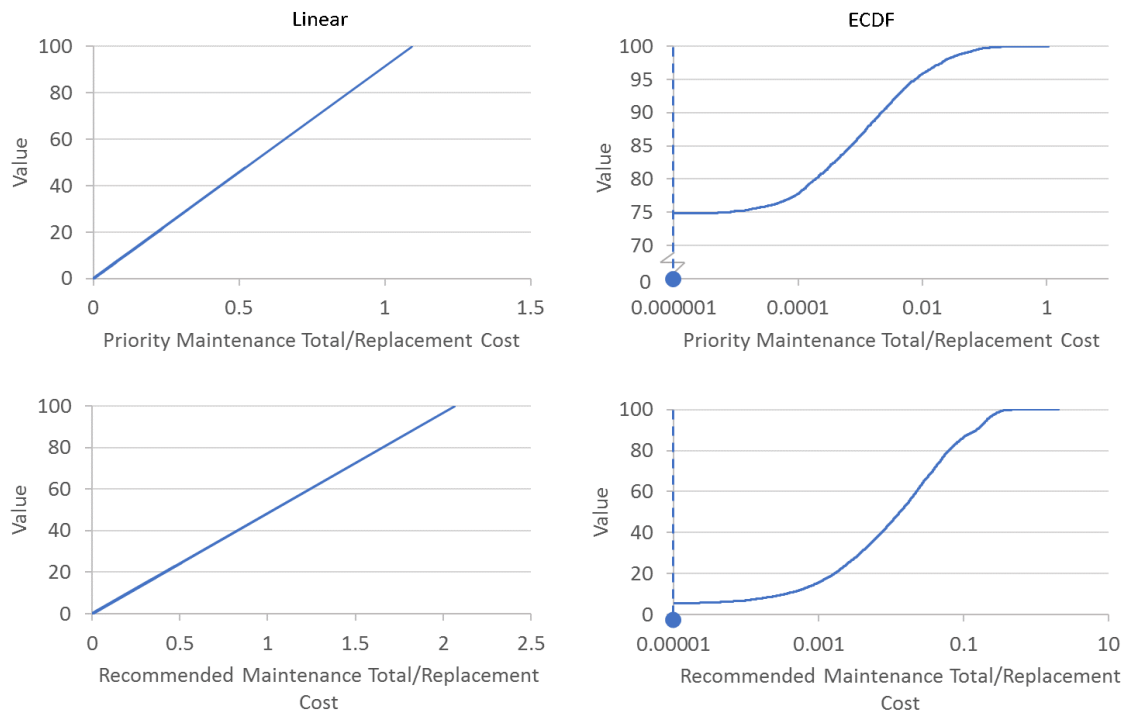 Linear
100
80
60
40
20
0
Value
0 0.5 1 1.5
Priority Maintenance Total/Replacement Cost
ECDF
100
95
90
85
80
75
70
0
Value
0.000001 0.0001 0.01 1
Priority Maintenance Total/Replacement Cost
100
80
60
40
20
0
Value
0 0.5 1 1.5 2 2.5
Recommended Maintenance Total/Replacement
Cost
100
80
60
40
20
0
Value
0.00001 0.001 0.1 10
Recommended Maintenance Total/Replacement
Cost